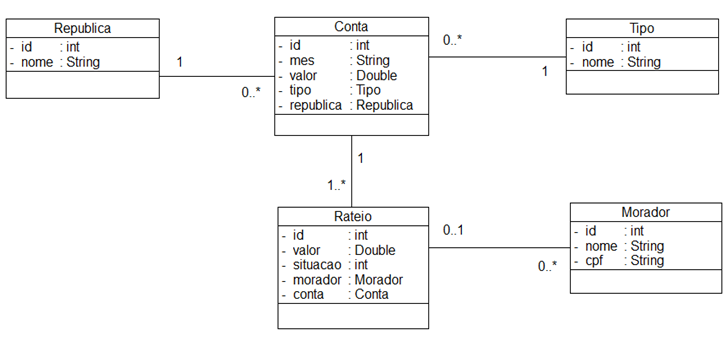 Republica
- id : int
- nome : String
1
0..*
Conta
- id : int
- mes : String
- valor : Double
- tipo : Tipo
- republica : Republica
0..*
1
Tipo
- id : int
- nome : String
1
1..*
Rateio
- id : int
- valor : Double
- situacao : int
- morador : Morador
- conta : Conta
0..1
0..*
Morador
- id : int
- nome : String
- cpf : String